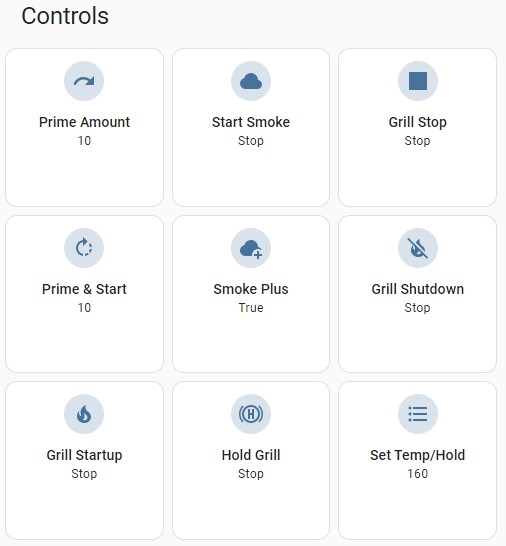 Controls
Prime Amount
10
Start Smoke
Stop
Grill Stop
Stop
Prime & Start
10
Smoke Plus
True
Grill Shutdown
Stop
Grill Startup
Stop
H
Hold Grill
Stop
Set Temp/Hold
160